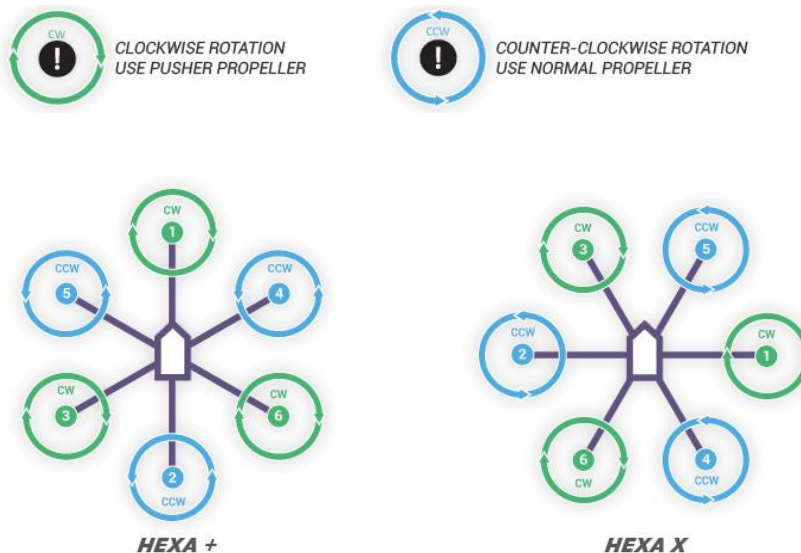 CW
!
CLOCKWISE ROTATION
USE PUSHER PROPELLER
CCW
!
COUNTER-CLOCKWISE ROTATION
USE NORMAL PROPELLER
CW
1
CCW
5
CCW
4
CW
3
CW
6
2
CCW
HEXA +
CW
3
CCW
5
CCW
2
CW
1
6
CW
4
CCW
HEXA X